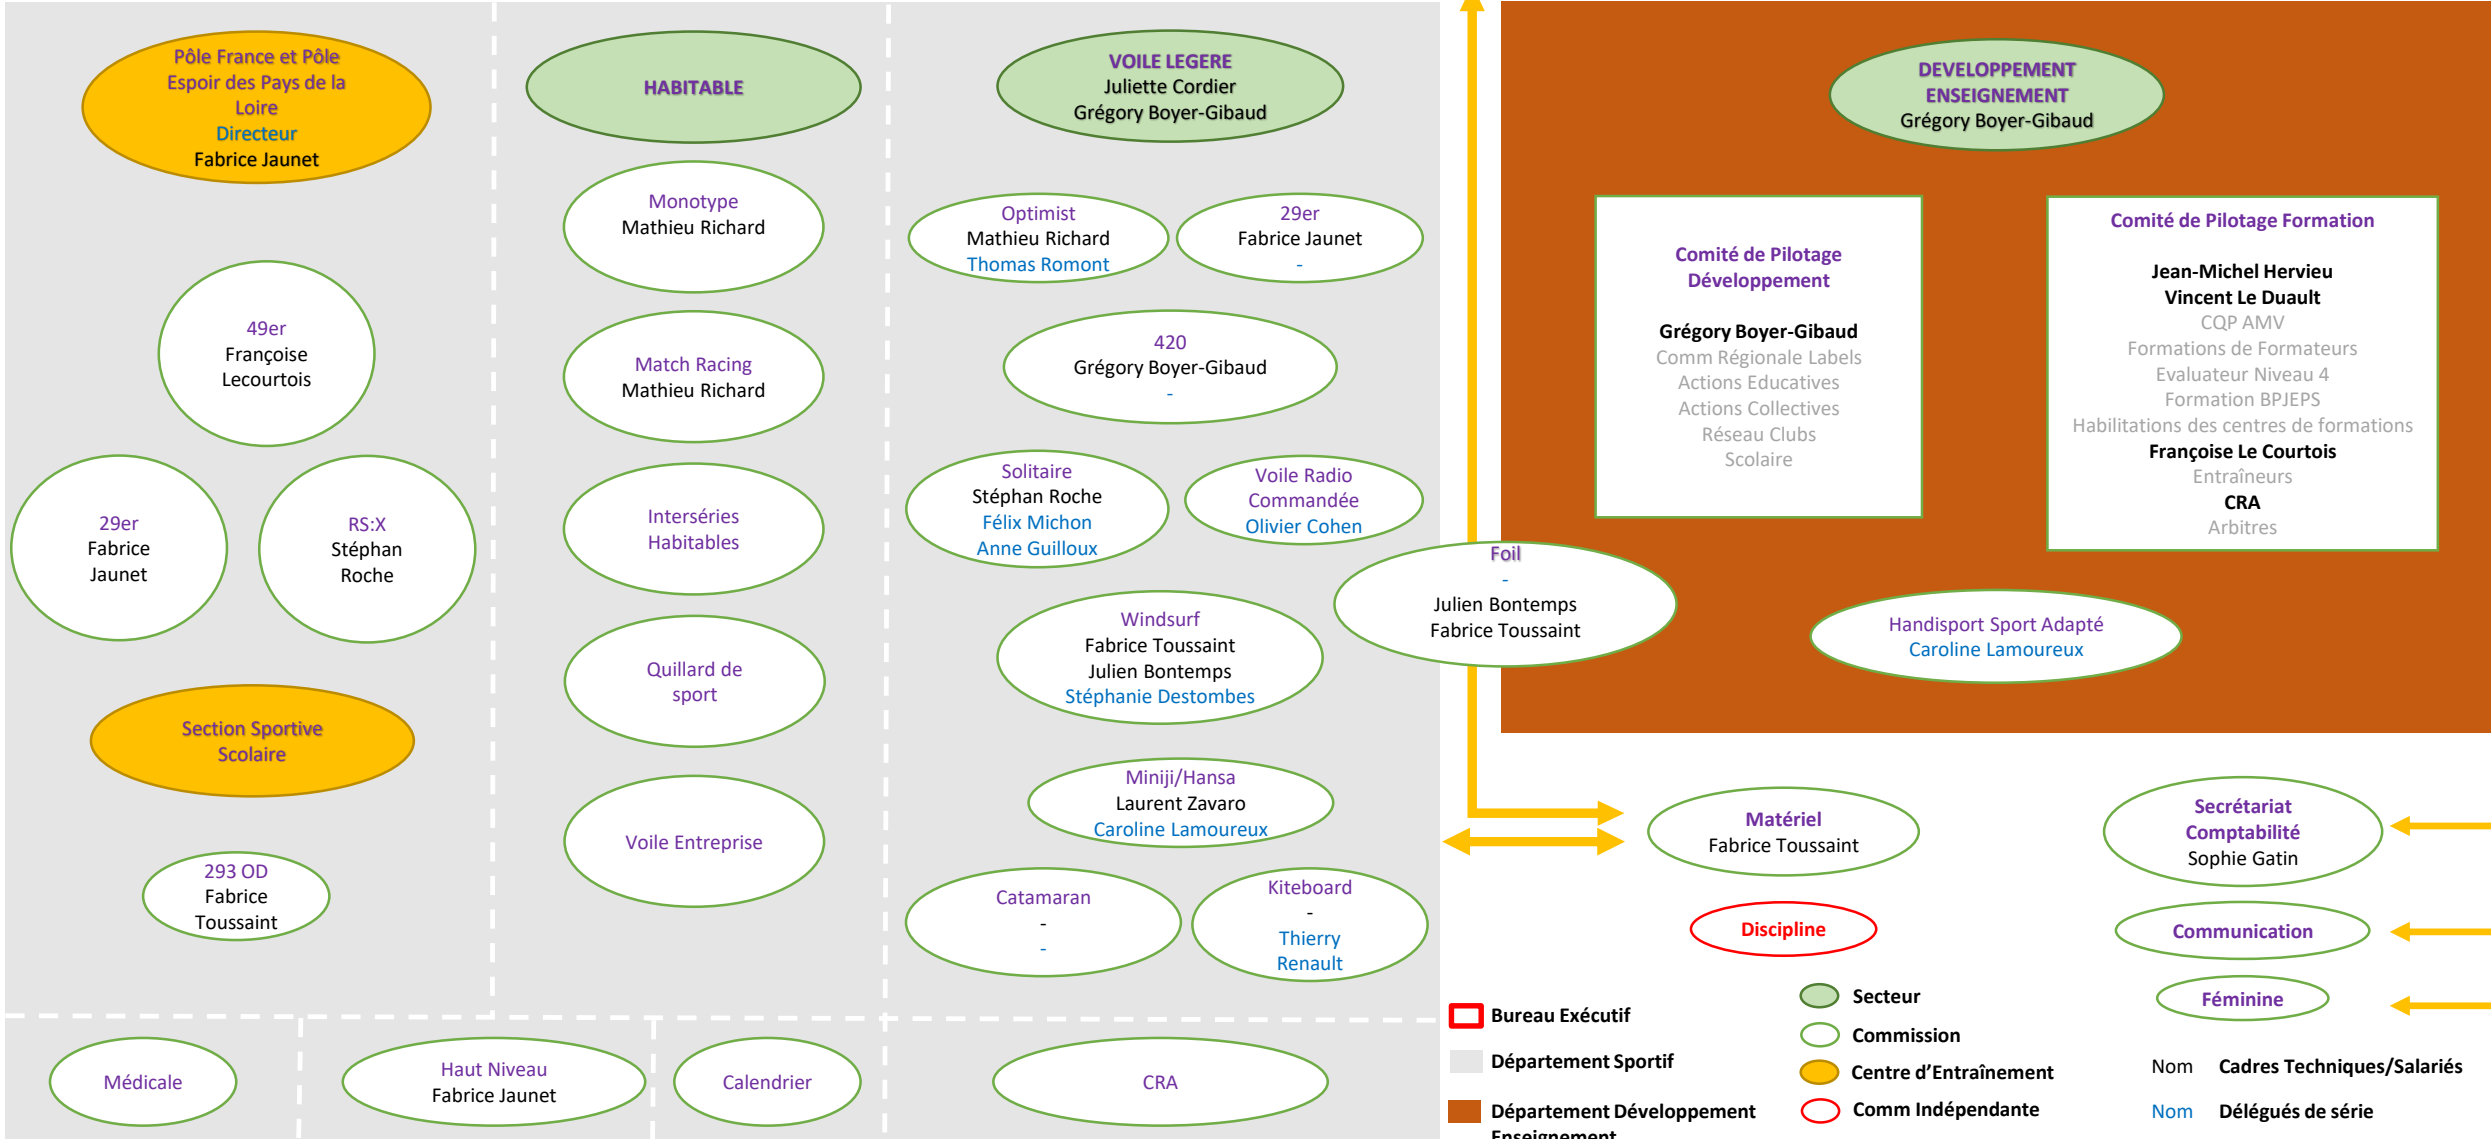 Pôle France et Pôle
Espoir des Pays de la
Loire
Directeur
Fabrice Jaunet
49er
Françoise
Lecourtois
29er
Fabrice
Jaunet
RS:X
Stéphan
Roche
Section Sportive
Scolaire
293 OD
Fabrice
Toussaint
HABITABLE
Monotype
Mathieu Richard
Match Racing
Mathieu Richard
Interséries
Habitables
Quillard de
sport
Voile Entreprise
VOILE LEGERE
Juliette Cordier
Grégory Boyer-Gibaud
Optimist
Mathieu Richard
Thomas Romont
29er
Fabrice Jaunet
-
420
Grégory Boyer-Gibaud
-
Solitaire
Stéphan Roche
Félix Michon
Anne Guilloux
Voile Radio
Commandée
Olivier Cohen
Foil
-
Julien Bontemps
Fabrice Toussaint
Windsurf
Fabrice Toussaint
Julien Bontemps
Stéphanie Destombes
Miniji/Hansa
Laurent Zavaro
Caroline Lamoureux
Catamaran
-
-
Kiteboard
-
Thierry
Renault
Médicale
Haut Niveau
Fabrice Jaunet
Calendrier
CRA
DEVELOPPEMENT
ENSEIGNEMENT
Grégory Boyer-Gibaud
Comité de Pilotage
Développement
Grégory Boyer-Gibaud
Comm Régionale Labels
Actions Educatives
Actions Collectives
Réseau Clubs
Scolaire
Comité de Pilotage Formation
Jean-Michel Hervieu
Vincent Le Duault
CQP AMV
Formations de Formateurs
Evaluateur Niveau 4
Formation BPJEPS
Habilitations des centres de formations
Françoise Le Courtois
Entraîneurs
CRA
Arbitres
Handisport Sport Adapté
Caroline Lamoureux
Matériel
Fabrice Toussaint
Secrétariat
Comptabilité
Sophie Gatin
Discipline
Communication
Féminine
Bureau Exécutif
Département Sportif
Département Développement
Enseignement
Secteur
Commission
Centre d'Entraînement
Comm Indépendante
Nom Cadres Techniques/Salariés
Nom Délégués de série